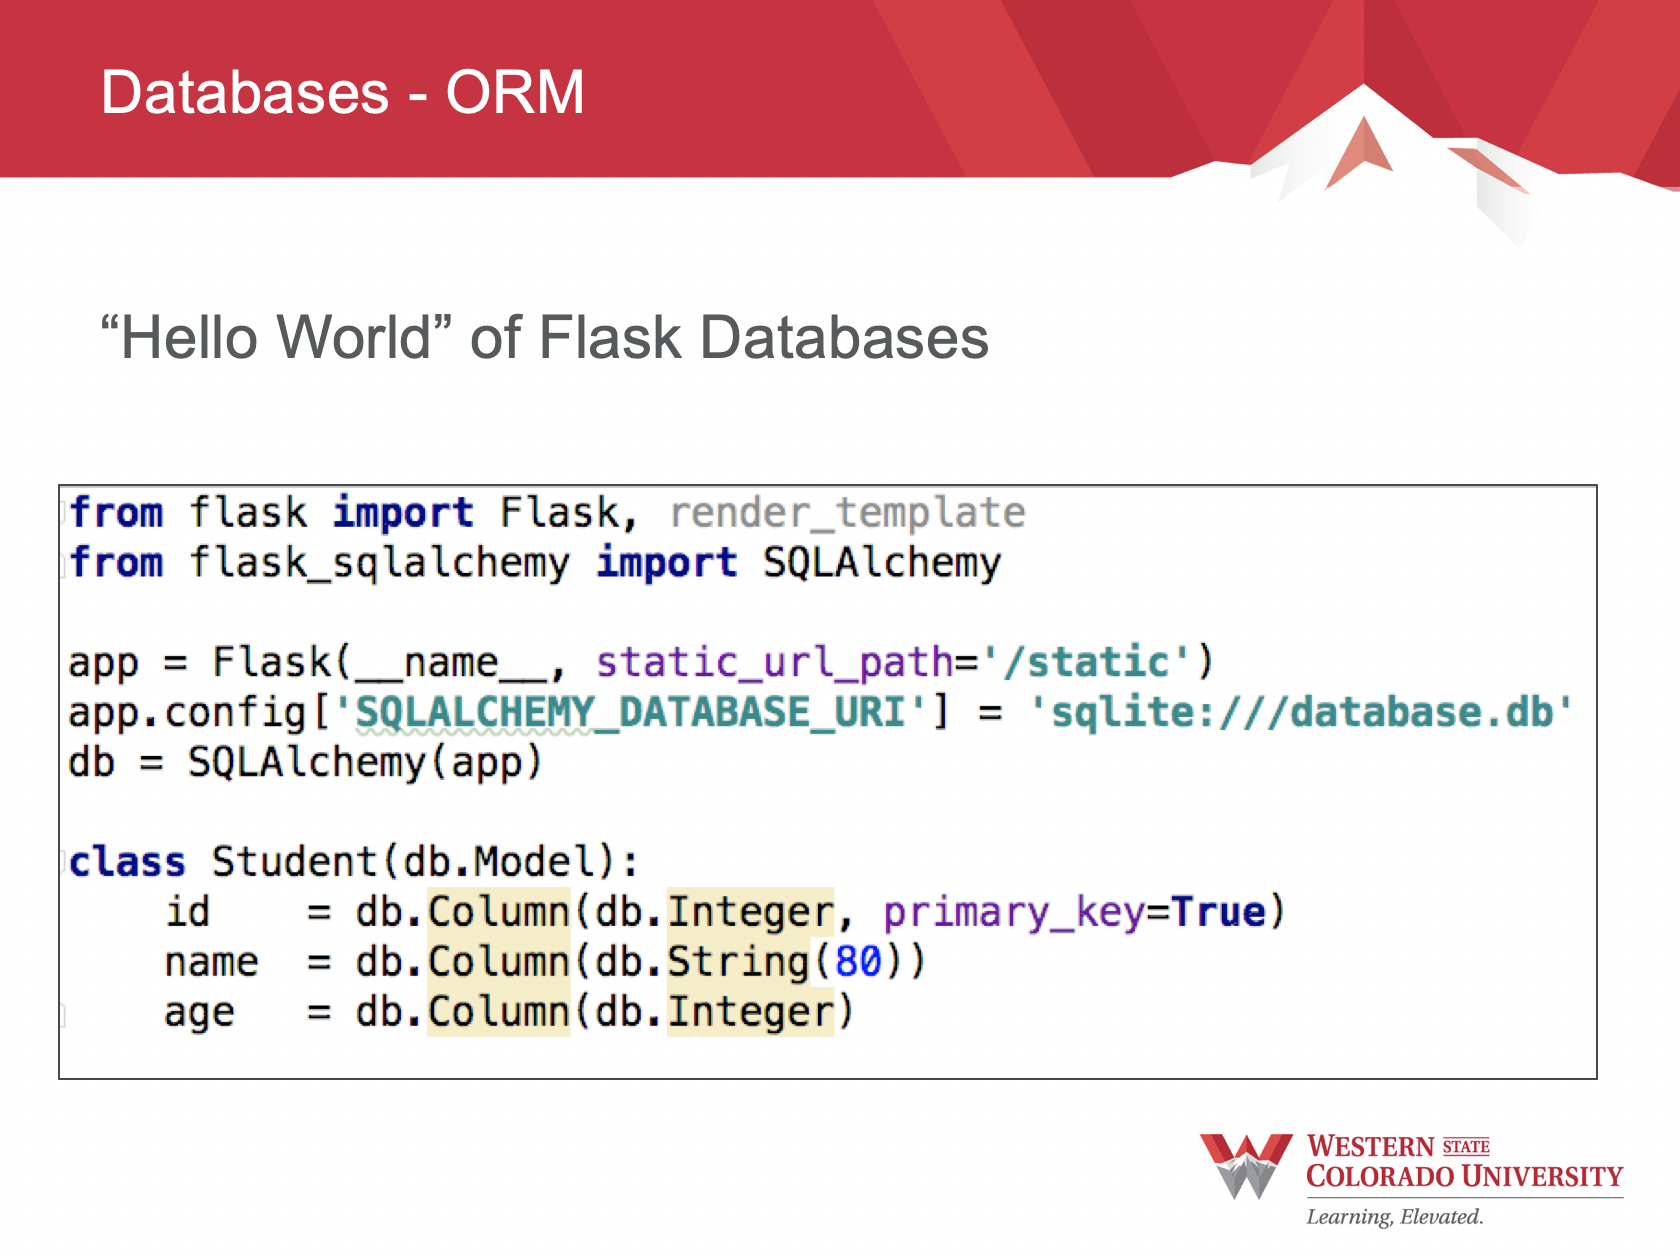 Databases - ORM
“Hello World” of Flask Databases
from flask import Flask, render_template
from flask_sqlalchemy import SQLAlchemy
app = Flask(__name__, static_url_path='/static')
app.config['SQLALCHEMY_DATABASE_URI'] = 'sqlite:///database.db'
db = SQLAlchemy(app)
class Student(db.Model):
    id    = db.Column(db.Integer, primary_key=True)
    name  = db.Column(db.String(80))
    age   = db.Column(db.Integer)
WESTERN STATE
COLORADO UNIVERSITY
Learning, Elevated.